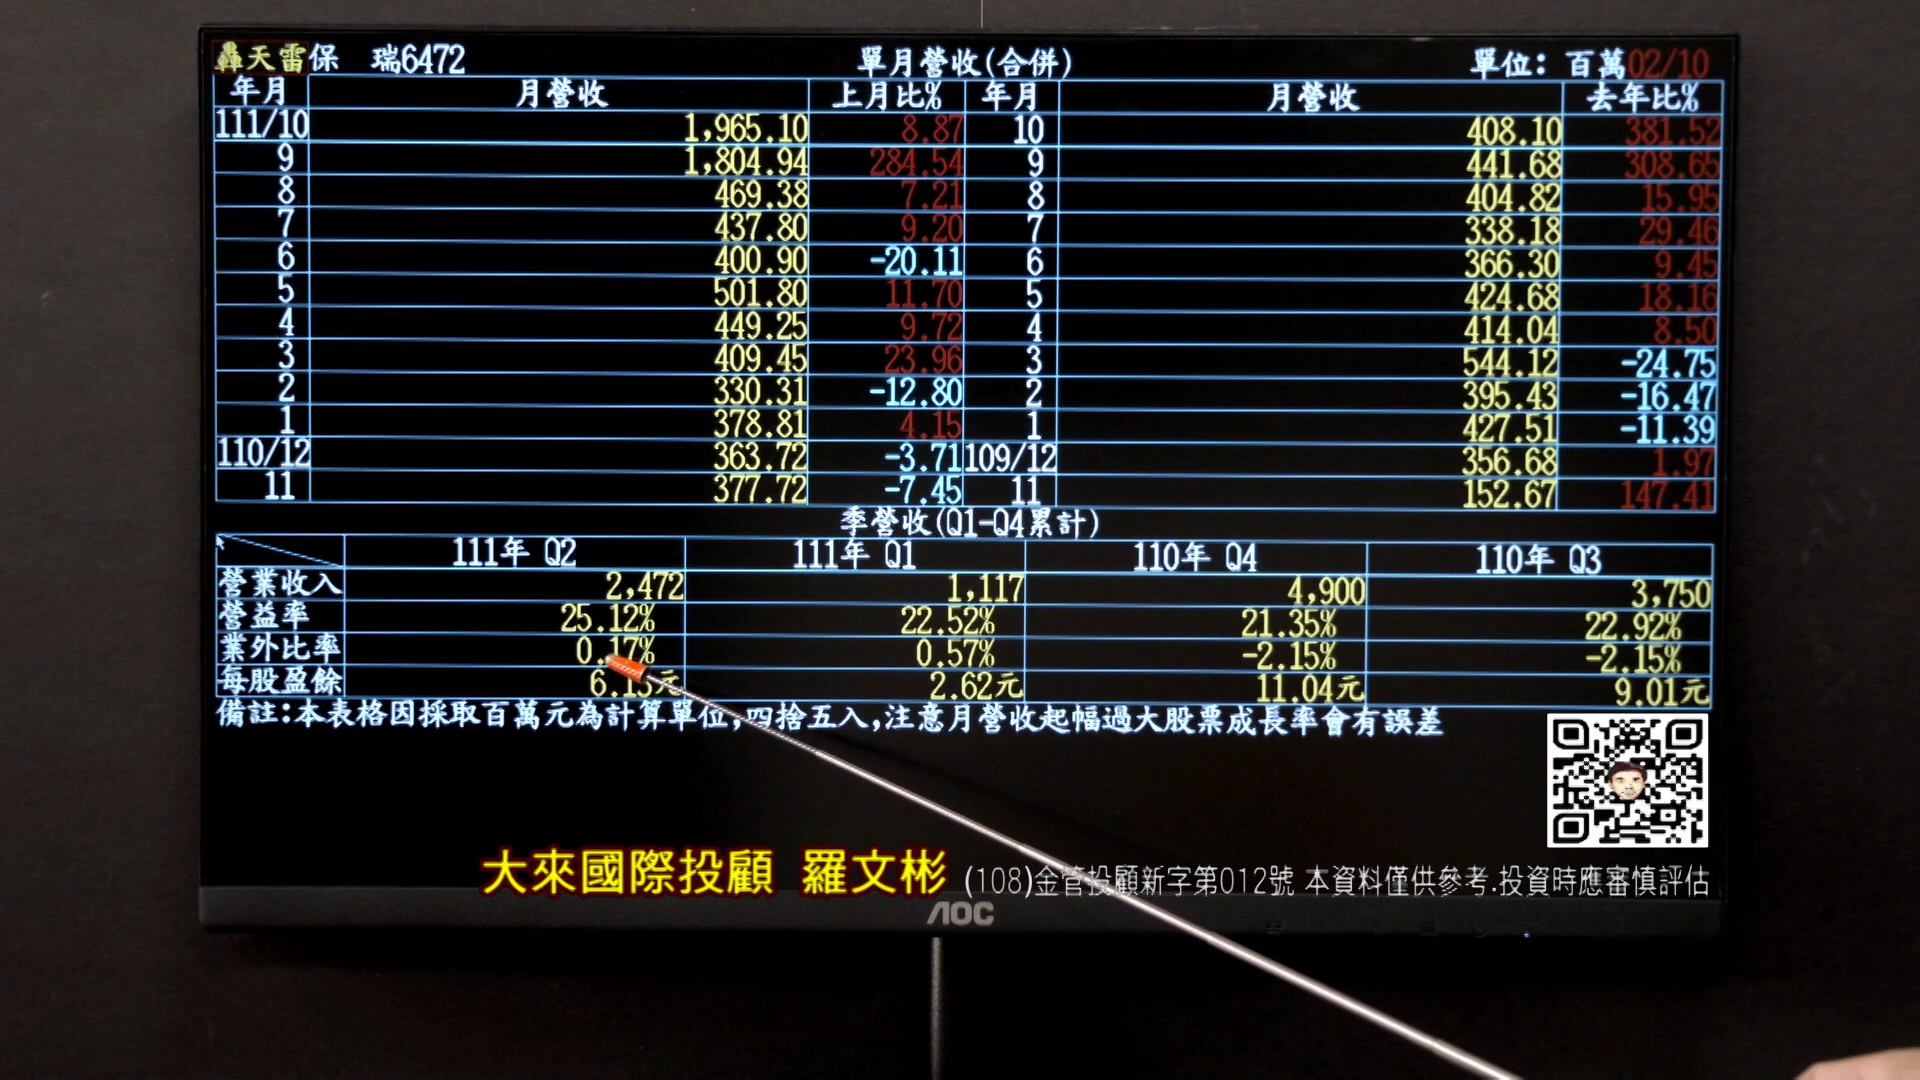 轟天雷保 瑞6472 單月營收(合併) 單位: 百萬02/10
年月 月營收 上月比% 年月 月營收 去年比%
111/10 1,965.10 8.87 10 408.10 381.52
9 1,804.94 284.54 9 441.68 308.65
8 469.38 7.21 8 404.82 15.95
7 437.80 9.20 7 338.18 29.46
6 400.90 -20.11 6 366.30 9.45
5 501.80 11.70 5 424.68 18.16
4 449.25 9.72 4 414.04 8.50
3 409.45 23.96 3 544.12 -24.75
2 330.31 -12.80 2 395.43 -16.47
1 378.81 4.15 1 427.51 -11.39
110/12 363.72 -3.71 109/12 356.68 1.97
11 377.72 -7.45 11 152.67 147.41
季營收(Q1-Q4累計)
111年 Q2 111年 Q1 110年 Q4 110年 Q3
營業收入 2,472 1,117 4,900 3,750
營益率 25.12% 22.52% 21.35% 22.92%
業外比率 0.17% 0.57% -2.15% -2.15%
每股盈餘 6.13元 2.62元 11.04元 9.01元
備註:本表格因採取百萬元為計算單位,四捨五入,注意月營收起幅過大股票成長率會有誤差
大來國際投顧 羅文彬 (108)金管投顧新字第012號 本資料僅供參考.投資時應審慎評估
AOC